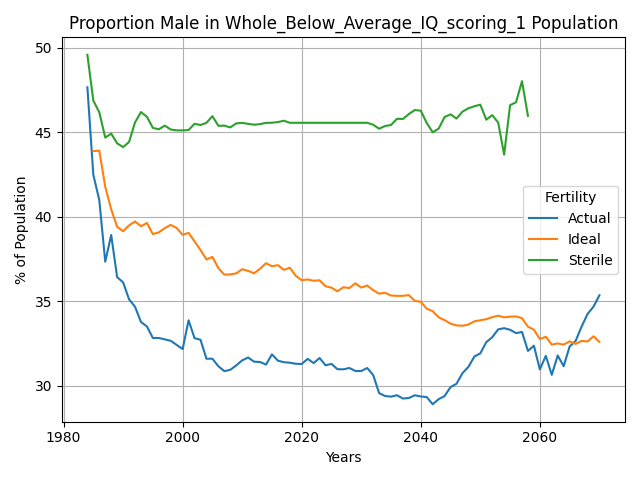 Proportion Male in Whole_Below_Average_IQ_scoring_1 Population
50
45
40
35
30
% of Population
Fertility
Actual
Ideal
Sterile
1980
2000
2020
2040
2060
Years